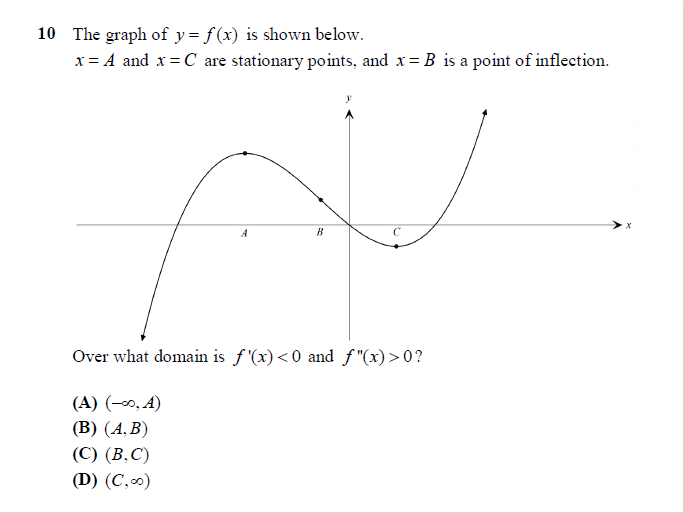 10 The graph of y = f(x) is shown below.
x = A and x = C are stationary points, and x = B is a point of inflection.
y
x
A B C
Over what domain is f'(x) < 0 and f"(x) > 0?
(A) (−∞, A)
(B) (A, B)
(C) (B, C)
(D) (C, ∞)